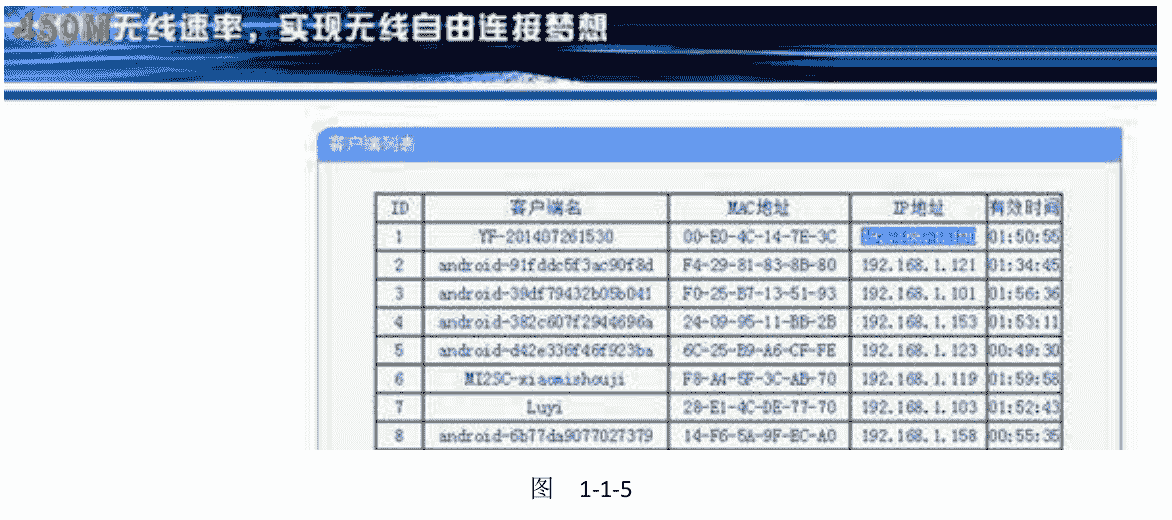 450M无线速率，实现无线自由连接梦想
客户端列表
ID 客户端名 MAC地址 IP地址 有效时间
1 YF-201407261530 00-E0-4C-14-7E-3C 01:50:55
2 android-91fddc5f3ac90f8d F4-29-81-83-8B-80 192.168.1.121 01:34:45
3 android-39df79432b05b041 F0-25-B7-13-51-93 192.168.1.101 01:56:36
4 android-382c607f2944696a 24-09-95-11-BB-2B 192.168.1.153 01:53:11
5 android-d42e336f46f923ba 6C-25-B9-A6-CF-FE 192.168.1.123 00:49:30
6 MI2SC-xiaomishouji F8-A4-5F-3C-AB-70 192.168.1.119 01:59:58
7 Luyi 28-E1-4C-DE-77-70 192.168.1.103 01:52:43
8 android-6b77da9077027379 14-F6-5A-9F-EC-A0 192.168.1.158 00:55:35
图 1-1-5